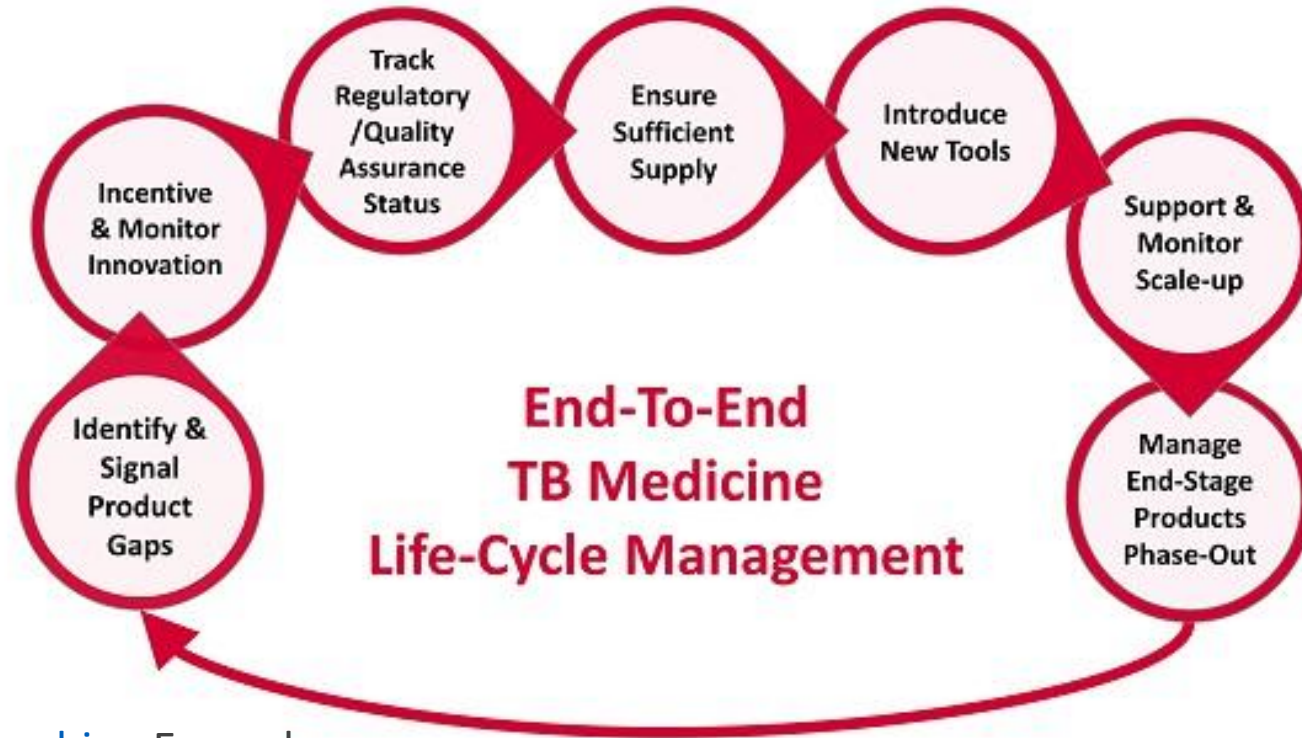 Track
Regulatory
/Quality
Assurance
Status
Ensure
Sufficient
Supply
Introduce
New Tools
Incentive
& Monitor
Innovation
Support &
Monitor
Scale-up
Identify &
Signal
Product
Gaps
End-To-End
TB Medicine
Life-Cycle Management
Manage
End-Stage
Products
Phase-Out